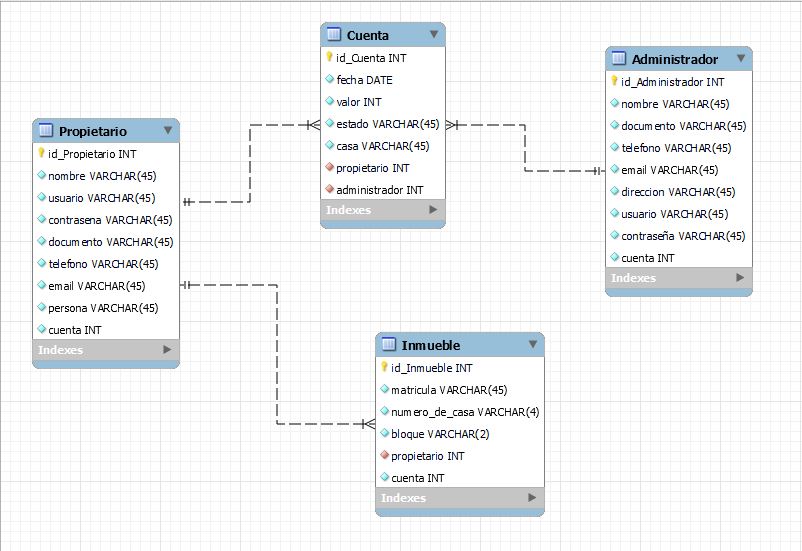 Cuenta
id_Cuenta INT
fecha DATE
valor INT
estado VARCHAR(45)
casa VARCHAR(45)
propietario INT
administrador INT
Indexes
Administrador
id_Administrador INT
nombre VARCHAR(45)
documento VARCHAR(45)
telefono VARCHAR(45)
email VARCHAR(45)
direccion VARCHAR(45)
usuario VARCHAR(45)
contraseña VARCHAR(45)
cuenta INT
Indexes
Propietario
id_Propietario INT
nombre VARCHAR(45)
usuario VARCHAR(45)
contrasena VARCHAR(45)
documento VARCHAR(45)
telefono VARCHAR(45)
email VARCHAR(45)
persona VARCHAR(45)
cuenta INT
Indexes
Inmueble
id_Inmueble INT
matricula VARCHAR(45)
numero_de_casa VARCHAR(4)
bloque VARCHAR(2)
propietario INT
cuenta INT
Indexes